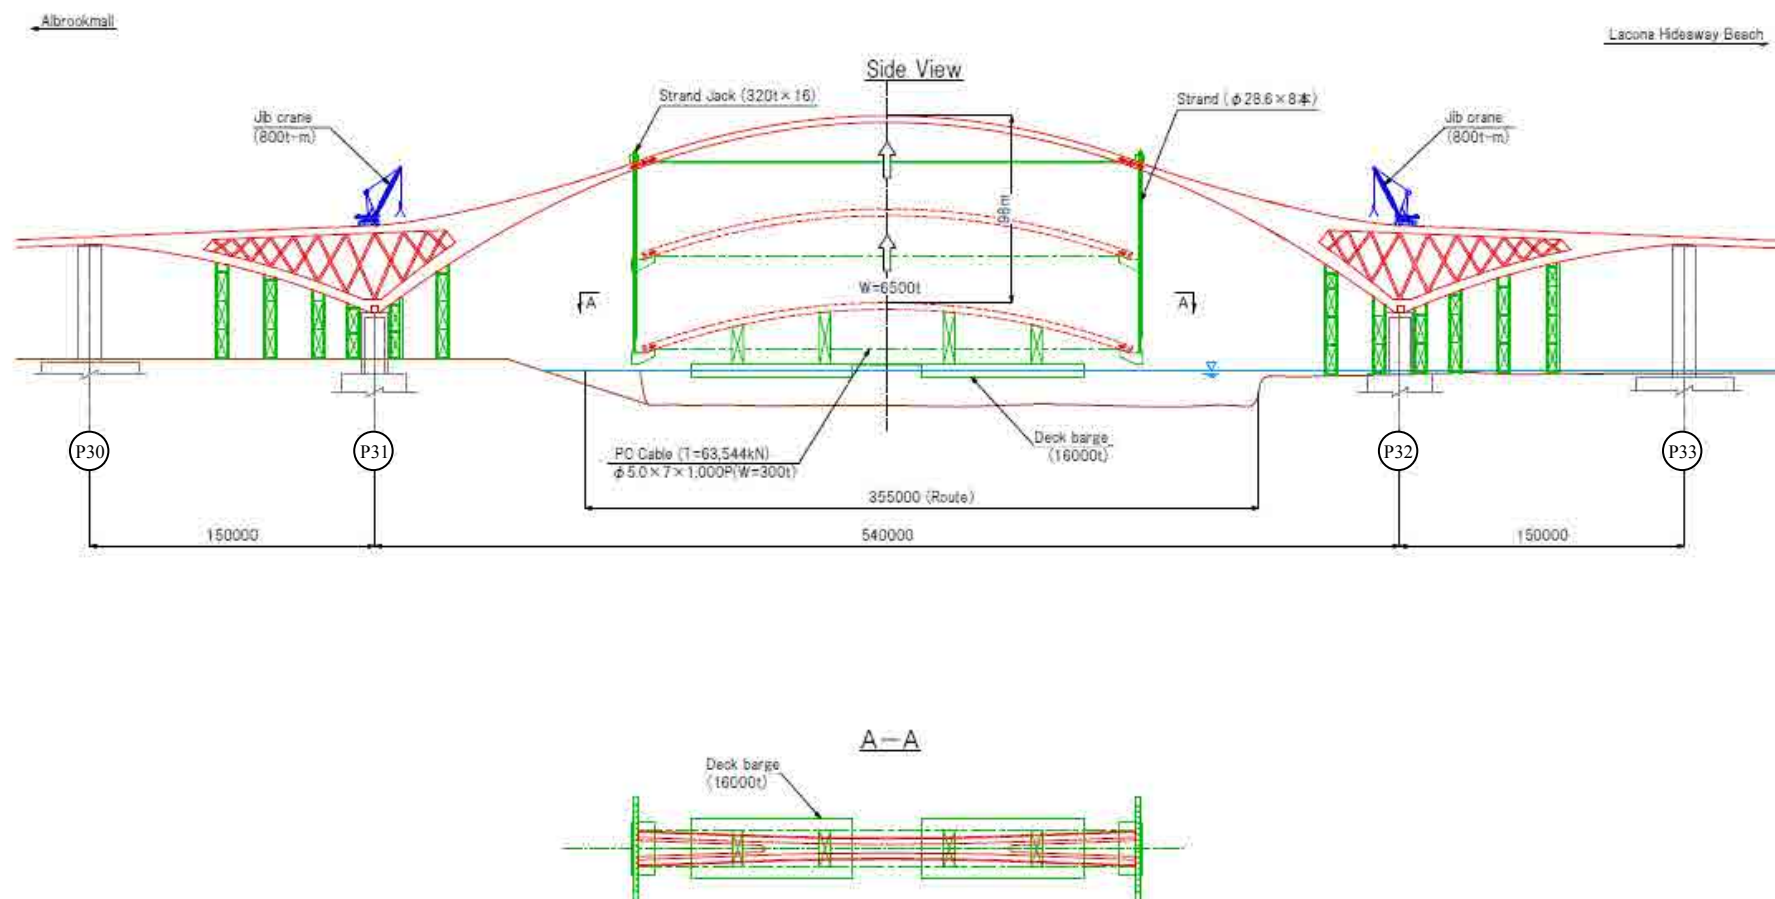 Albrookmall
Lacona Hideaway Beach
Side View
Strand Jack (320t×16)
Strand (φ28.6×8本)
Jib crane
(800t-m)
Jib crane
(800t-m)
98m
W=6500t
A
A
P30
P31
P32
P33
PC Cable (T=63,544kN)
φ5.0×7×1,000P(W=300t)
Deck barge
(16000t)
355000 (Route)
150000
540000
150000
A-A
Deck barge
(16000t)